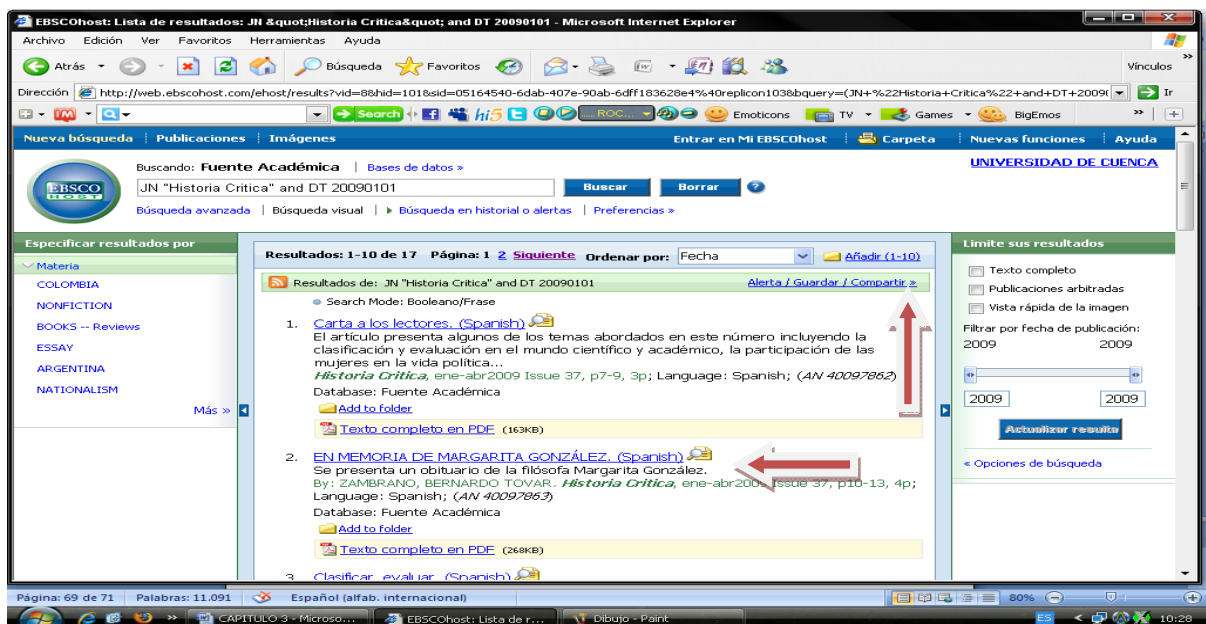 EBSCOhost: Lista de resultados: JN &quot;Historia Critica&quot; and DT 20090101 - Microsoft Internet Explorer
Archivo Edición Ver Favoritos Herramientas Ayuda
Atrás Búsqueda Favoritos Vínculos
Dirección http://web.ebscohost.com/ehost/results?vid=8&hid=101&sid=05164540-6dab-407e-90ab-6dff183628e4%40replicon103&bquery=(JN+%22Historia+Critica%22+and+DT+2009( Ir
Search hi5 ROC... Emoticons TV Games BigEmos
Nueva búsqueda Publicaciones Imágenes Entrar en Mi EBSCOhost Carpeta Nuevas funciones Ayuda
EBSCO HOST
Buscando: Fuente Académica | Bases de datos »
UNIVERSIDAD DE CUENCA
JN "Historia Critica" and DT 20090101 Buscar Borrar ?
Búsqueda avanzada | Búsqueda visual | Búsqueda en historial o alertas | Preferencias »
Especificar resultados por
Materia
COLOMBIA
NONFICTION
BOOKS -- Reviews
ESSAY
ARGENTINA
NATIONALISM
Más »
Resultados: 1-10 de 17 Página: 1 2 Siguiente Ordenar por: Fecha Añadir (1-10)
Resultados de: JN "Historia Critica" and DT 20090101 Alerta / Guardar / Compartir »
Search Mode: Booleano/Frase
1. Carta a los lectores. (Spanish)
El artículo presenta algunos de los temas abordados en este número incluyendo la
clasificación y evaluación en el mundo científico y académico, la participación de las
mujeres en la vida política...
Historia Critica, ene-abr2009 Issue 37, p7-9, 3p; Language: Spanish; (AN 40097862)
Database: Fuente Académica
Add to folder
Texto completo en PDF (163KB)
2. EN MEMORIA DE MARGARITA GONZÁLEZ. (Spanish)
Se presenta un obituario de la filósofa Margarita González.
By: ZAMBRANO, BERNARDO TOVAR. Historia Critica, ene-abr2009 Issue 37, p10-13, 4p;
Language: Spanish; (AN 40097863)
Database: Fuente Académica
Add to folder
Texto completo en PDF (268KB)
3. Clasificar, evaluar. (Spanish)
Limite sus resultados
Texto completo
Publicaciones arbitradas
Vista rápida de la imagen
Filtrar por fecha de publicación:
2009 2009
2009 2009
Actualizar resulta
« Opciones de búsqueda
Página: 69 de 71 Palabras: 11.091 Español (alfab. internacional) 80%
CAPITULO 3 - Microso... EBSCOhost: Lista de r... Dibujo - Paint ES 10:28